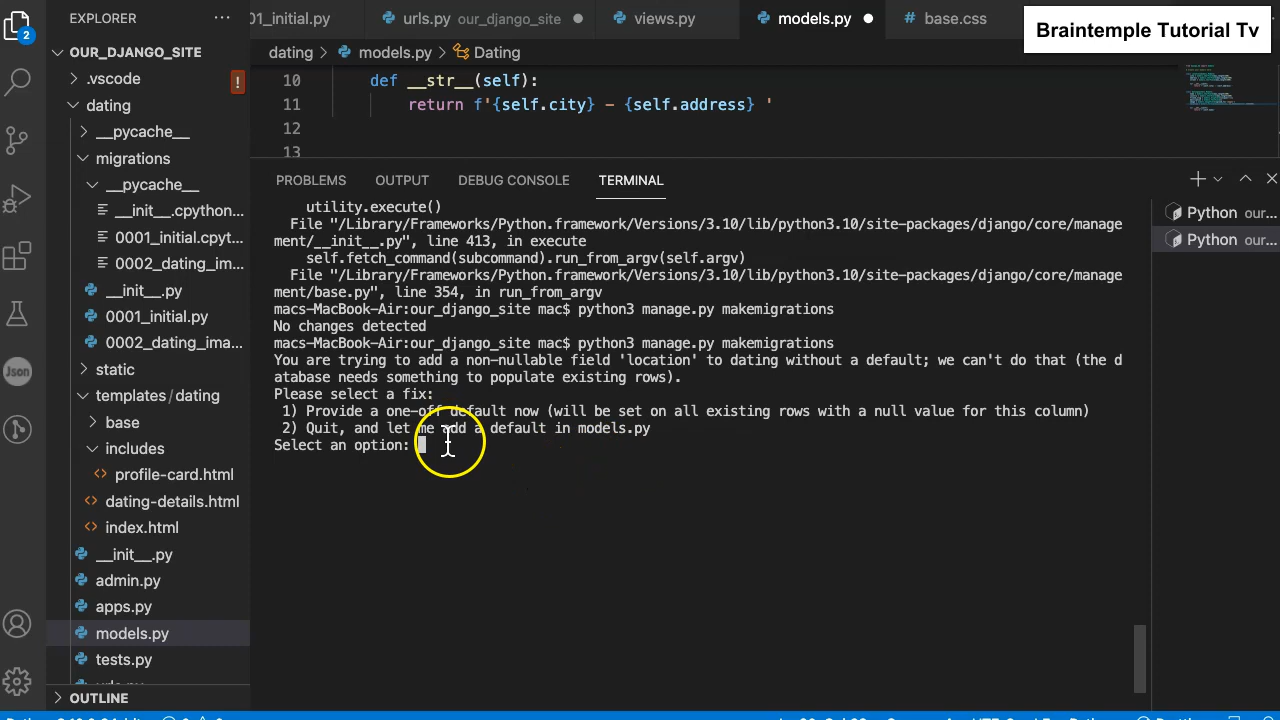 EXPLORER
01_initial.py
urls.py our_django_site
views.py
models.py
base.css
Braintemple Tutorial Tv
2
OUR_DJANGO_SITE
dating
models.py
Dating
.vscode
!
dating
__pycache__
migrations
__pycache__
__init__.cpython...
0001_initial.cpyt...
0002_dating_im...
__init__.py
0001_initial.py
0002_dating_ima...
static
templates/dating
base
includes
profile-card.html
dating-details.html
index.html
__init__.py
admin.py
apps.py
models.py
tests.py
OUTLINE
Json
10 def __str__(self):
11 return f'{self.city} - {self.address} '
12
13
PROBLEMS OUTPUT DEBUG CONSOLE TERMINAL
Python our...
Python our...
utility.execute()
File "/Library/Frameworks/Python.framework/Versions/3.10/lib/python3.10/site-packages/django/core/manage
ment/__init__.py", line 413, in execute
self.fetch_command(subcommand).run_from_argv(self.argv)
File "/Library/Frameworks/Python.framework/Versions/3.10/lib/python3.10/site-packages/django/core/manage
ment/base.py", line 354, in run_from_argv
macs-MacBook-Air:our_django_site mac$ python3 manage.py makemigrations
No changes detected
macs-MacBook-Air:our_django_site mac$ python3 manage.py makemigrations
You are trying to add a non-nullable field 'location' to dating without a default; we can't do that (the d
atabase needs something to populate existing rows).
Please select a fix:
1) Provide a one-off default now (will be set on all existing rows with a null value for this column)
2) Quit, and let me add a default in models.py
Select an option: